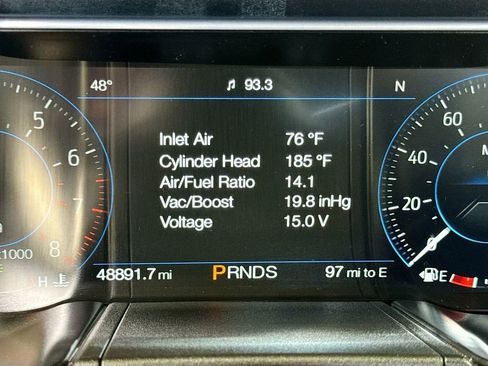 48° 93.3 N
5
6
7
8
x1000
H
Inlet Air 76 °F
Cylinder Head 185 °F
Air/Fuel Ratio 14.1
Vac/Boost 19.8 inHg
Voltage 15.0 V
48891.7 mi PRNDS 97 mi to E
60
M
40
20
E